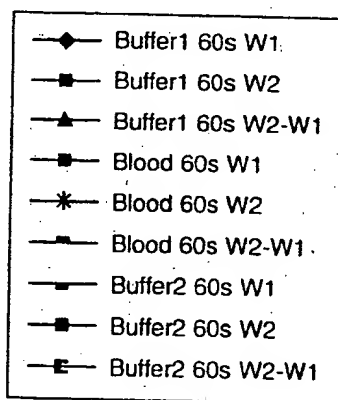 Buffer1 60s W1
Buffer1 60s W2
Buffer1 60s W2-W1
Blood 60s W1
Blood 60s W2
Blood 60s W2-W1
Buffer2 60s W1
Buffer2 60s W2
Buffer2 60s W2-W1